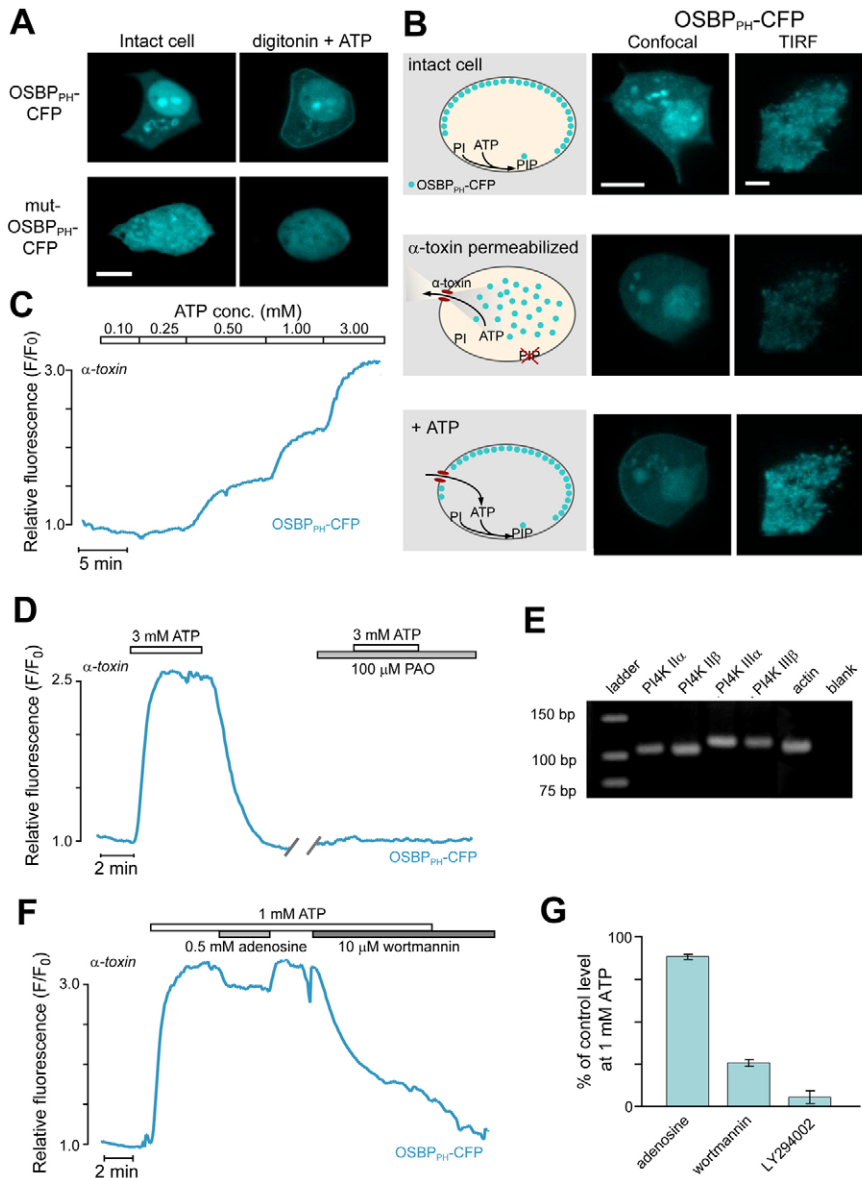 A
Intact cell
digitonin + ATP
OSBPPH-
CFP
mut-
OSBPPH-
CFP
B
OSBPPH-CFP
Confocal
TIRF
intact cell
PI
ATP
PIP
OSBPPH-CFP
α-toxin permeabilized
α-toxin
PI
ATP
PIP
+ ATP
ATP
PI
PIP
C
ATP conc. (mM)
0.10 0.25 0.50 1.00 3.00
α-toxin
Relative fluorescence (F/F0)
3.0
1.0
OSBPPH-CFP
5 min
D
3 mM ATP
3 mM ATP
100 μM PAO
α-toxin
Relative fluorescence (F/F0)
2.5
1.0
OSBPPH-CFP
2 min
E
ladder
PI4K IIα
PI4K IIβ
PI4K IIIα
PI4K IIIβ
actin
blank
150 bp
100 bp
75 bp
F
1 mM ATP
0.5 mM adenosine
10 μM wortmannin
α-toxin
Relative fluorescence (F/F0)
3.0
1.0
OSBPPH-CFP
2 min
G
% of control level
at 1 mM ATP
100
0
adenosine
wortmannin
LY294002